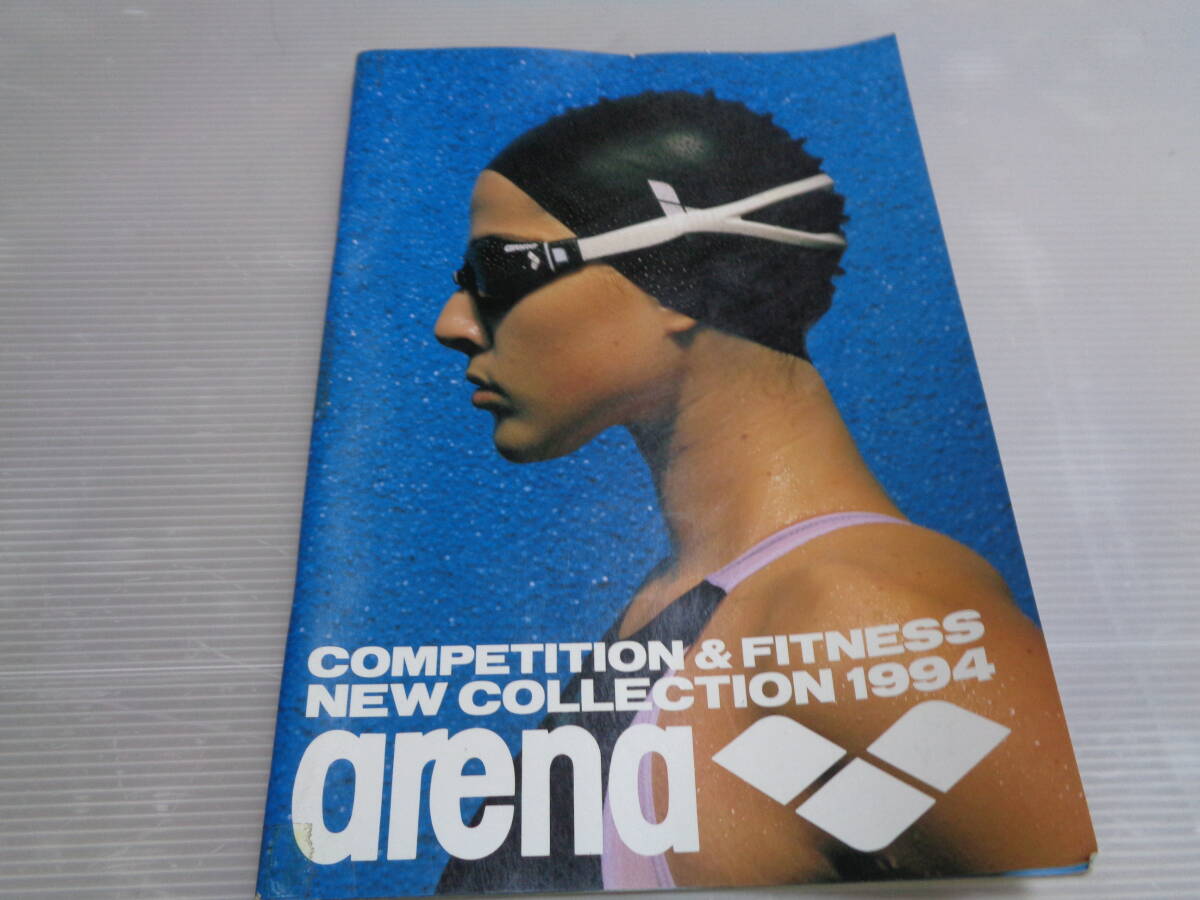 COMPETITION & FITNESS
NEW COLLECTION 1994
arena